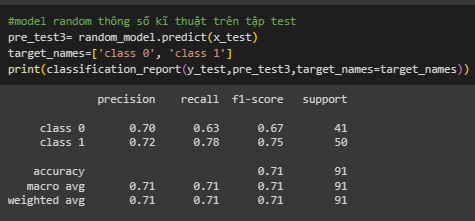 #model random thông số kĩ thuật trên tập test
pre_test3= random_model.predict(x_test)
target_names=['class 0', 'class 1']
print(classification_report(y_test,pre_test3,target_names=target_names))
precision recall f1-score support
class 0 0.70 0.63 0.67 41
class 1 0.72 0.78 0.75 50
accuracy 0.71 91
macro avg 0.71 0.71 0.71 91
weighted avg 0.71 0.71 0.71 91